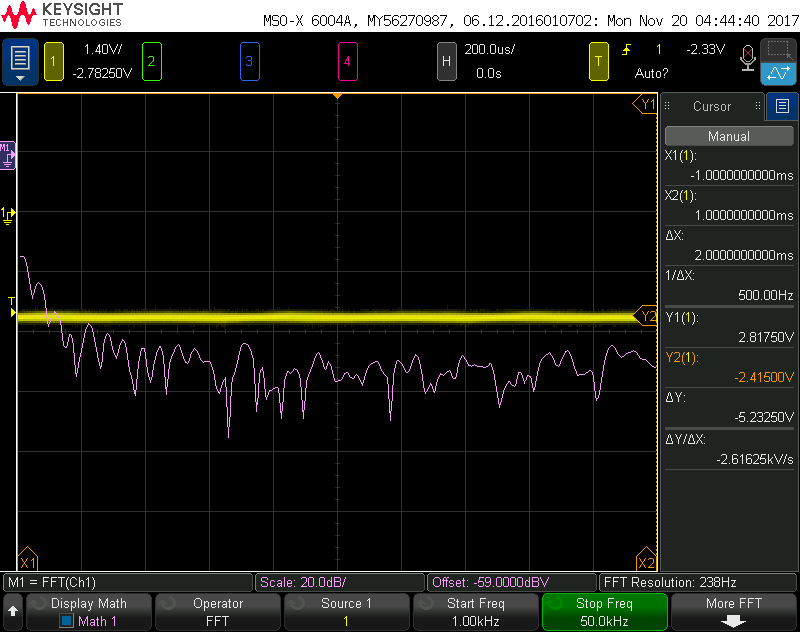 KEYSIGHT
TECHNOLOGIES
MSO-X 6004A, MY56270987, 06.12.2016010702: Mon Nov 20 04:44:40 2017
1 1.40V/ 2 3 4 H 200.0us/ T 1 -2.33V
-2.78250V 0.0s Auto?
Y1
M1
1
T
Y2
X1 X2
Cursor
Manual
X1(1):
-1.0000000000ms
X2(1):
1.0000000000ms
ΔX:
2.0000000000ms
1/ΔX:
500.00Hz
Y1(1):
2.81750V
Y2(1):
-2.41500V
ΔY:
-5.23250V
ΔY/ΔX:
-2.61625kV/s
M1 = FFT(Ch1) Scale: 20.0dB/ Offset: -59.0000dBV FFT Resolution: 238Hz
Display Math Operator Source 1 Start Freq Stop Freq More FFT
Math 1 FFT 1 1.00kHz 50.0kHz